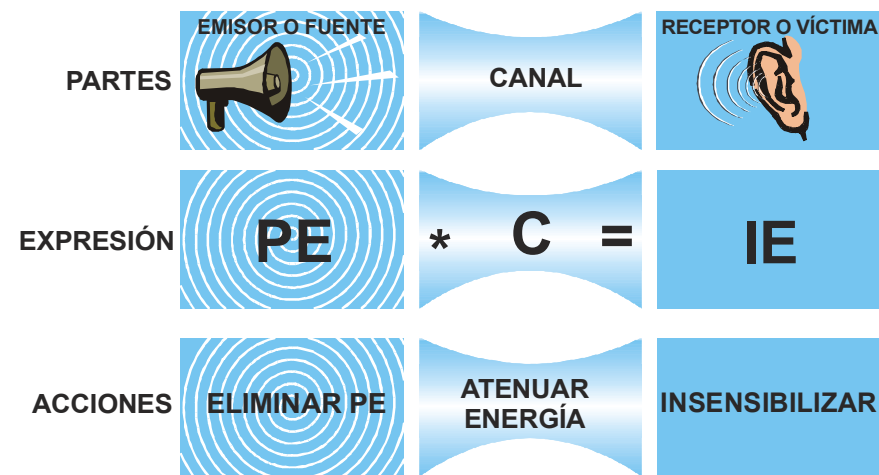 EMISOR O FUENTE
RECEPTOR O VÍCTIMA
PARTES
CANAL
EXPRESIÓN
PE * C = IE
ACCIONES
ELIMINAR PE
ATENUAR
ENERGÍA
INSENSIBILIZAR